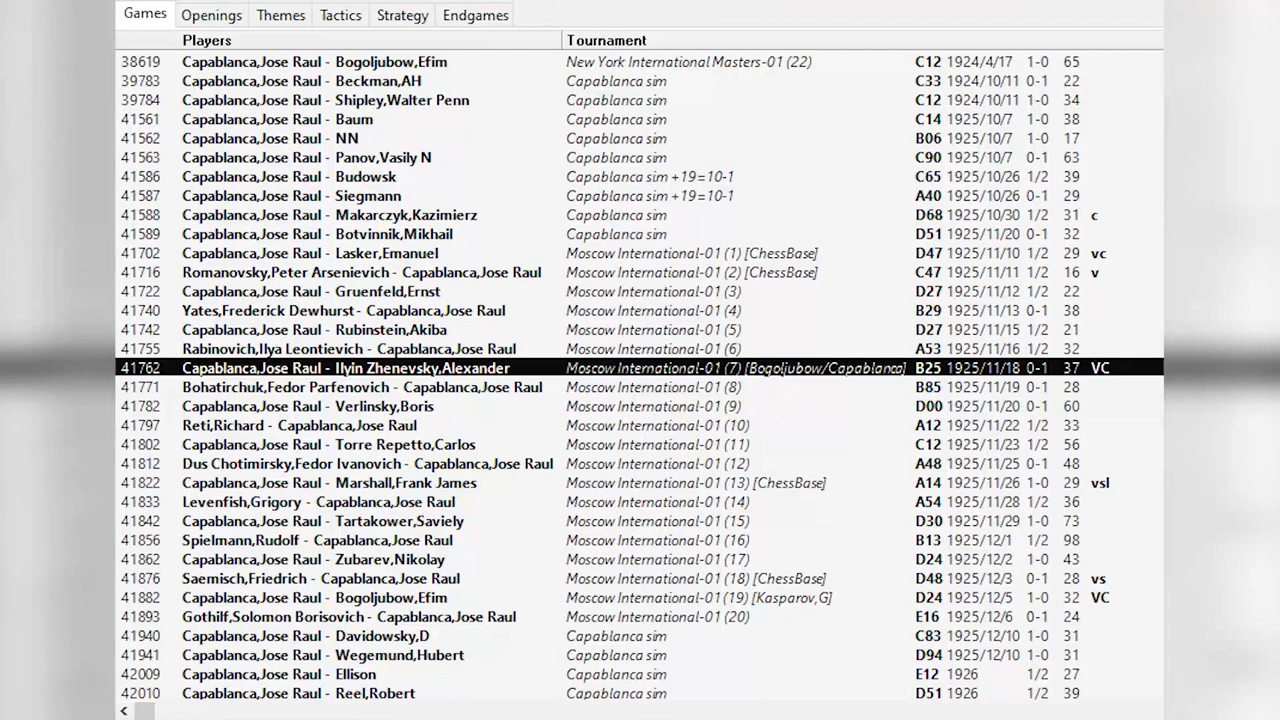 Games Openings Themes Tactics Strategy Endgames
Players Tournament
38619 Capablanca,Jose Raul - Bogoljubow,Efim New York International Masters-01 (22) C12 1924/4/17 1-0 65
39783 Capablanca,Jose Raul - Beckman,AH Capablanca sim C33 1924/10/11 0-1 22
39784 Capablanca,Jose Raul - Shipley,Walter Penn Capablanca sim C12 1924/10/11 1-0 34
41561 Capablanca,Jose Raul - Baum Capablanca sim C14 1925/10/7 1-0 38
41562 Capablanca,Jose Raul - NN Capablanca sim B06 1925/10/7 1-0 17
41563 Capablanca,Jose Raul - Panov,Vasily N Capablanca sim C90 1925/10/7 0-1 63
41586 Capablanca,Jose Raul - Budowsk Capablanca sim +19=10-1 C65 1925/10/26 1/2 39
41587 Capablanca,Jose Raul - Siegmann Capablanca sim +19=10-1 A40 1925/10/26 0-1 29
41588 Capablanca,Jose Raul - Makarczyk,Kazimierz Capablanca sim D68 1925/10/30 1/2 31 c
41589 Capablanca,Jose Raul - Botvinnik,Mikhail Capablanca sim D51 1925/11/20 0-1 32
41702 Capablanca,Jose Raul - Lasker,Emanuel Moscow International-01 (1) [ChessBase] D47 1925/11/10 1/2 29 vc
41716 Romanovsky,Peter Arsenievich - Capablanca,Jose Raul Moscow International-01 (2) [ChessBase] C47 1925/11/11 1/2 16 v
41722 Capablanca,Jose Raul - Gruenfeld,Ernst Moscow International-01 (3) D27 1925/11/12 1/2 22
41740 Yates,Frederick Dewhurst - Capablanca,Jose Raul Moscow International-01 (4) B29 1925/11/13 0-1 38
41742 Capablanca,Jose Raul - Rubinstein,Akiba Moscow International-01 (5) D27 1925/11/15 1/2 21
41755 Rabinovich,Ilya Leontievich - Capablanca,Jose Raul Moscow International-01 (6) A53 1925/11/16 1/2 32
41762 Capablanca,Jose Raul - Ilyin Zhenevsky,Alexander Moscow International-01 (7) [Bogoljubow/Capablanca] B25 1925/11/18 0-1 37 VC
41771 Bohatirchuk,Fedor Parfenovich - Capablanca,Jose Raul Moscow International-01 (8) B85 1925/11/19 0-1 28
41782 Capablanca,Jose Raul - Verlinsky,Boris Moscow International-01 (9) D00 1925/11/20 0-1 60
41797 Reti,Richard - Capablanca,Jose Raul Moscow International-01 (10) A12 1925/11/22 1/2 33
41802 Capablanca,Jose Raul - Torre Repetto,Carlos Moscow International-01 (11) C12 1925/11/23 1/2 56
41812 Dus Chotimirsky,Fedor Ivanovich - Capablanca,Jose Raul Moscow International-01 (12) A48 1925/11/25 0-1 48
41822 Capablanca,Jose Raul - Marshall,Frank James Moscow International-01 (13) [ChessBase] A14 1925/11/26 1-0 29 vsl
41833 Levenfish,Grigory - Capablanca,Jose Raul Moscow International-01 (14) A54 1925/11/28 1/2 36
41842 Capablanca,Jose Raul - Tartakower,Saviely Moscow International-01 (15) D30 1925/11/29 1-0 73
41856 Spielmann,Rudolf - Capablanca,Jose Raul Moscow International-01 (16) B13 1925/12/1 1/2 98
41862 Capablanca,Jose Raul - Zubarev,Nikolay Moscow International-01 (17) D24 1925/12/2 1-0 43
41876 Saemisch,Friedrich - Capablanca,Jose Raul Moscow International-01 (18) [ChessBase] D48 1925/12/3 0-1 28 vs
41882 Capablanca,Jose Raul - Bogoljubow,Efim Moscow International-01 (19) [Kasparov,G] D24 1925/12/5 1-0 32 VC
41893 Gothilf,Solomon Borisovich - Capablanca,Jose Raul Moscow International-01 (20) E16 1925/12/6 0-1 24
41940 Capablanca,Jose Raul - Davidowsky,D Capablanca sim C83 1925/12/10 1-0 31
41941 Capablanca,Jose Raul - Wegemund,Hubert Capablanca sim D94 1925/12/10 1-0 31
42009 Capablanca,Jose Raul - Ellison Capablanca sim E12 1926 1/2 27
42010 Capablanca,Jose Raul - Reel,Robert Capablanca sim D51 1926 1/2 39